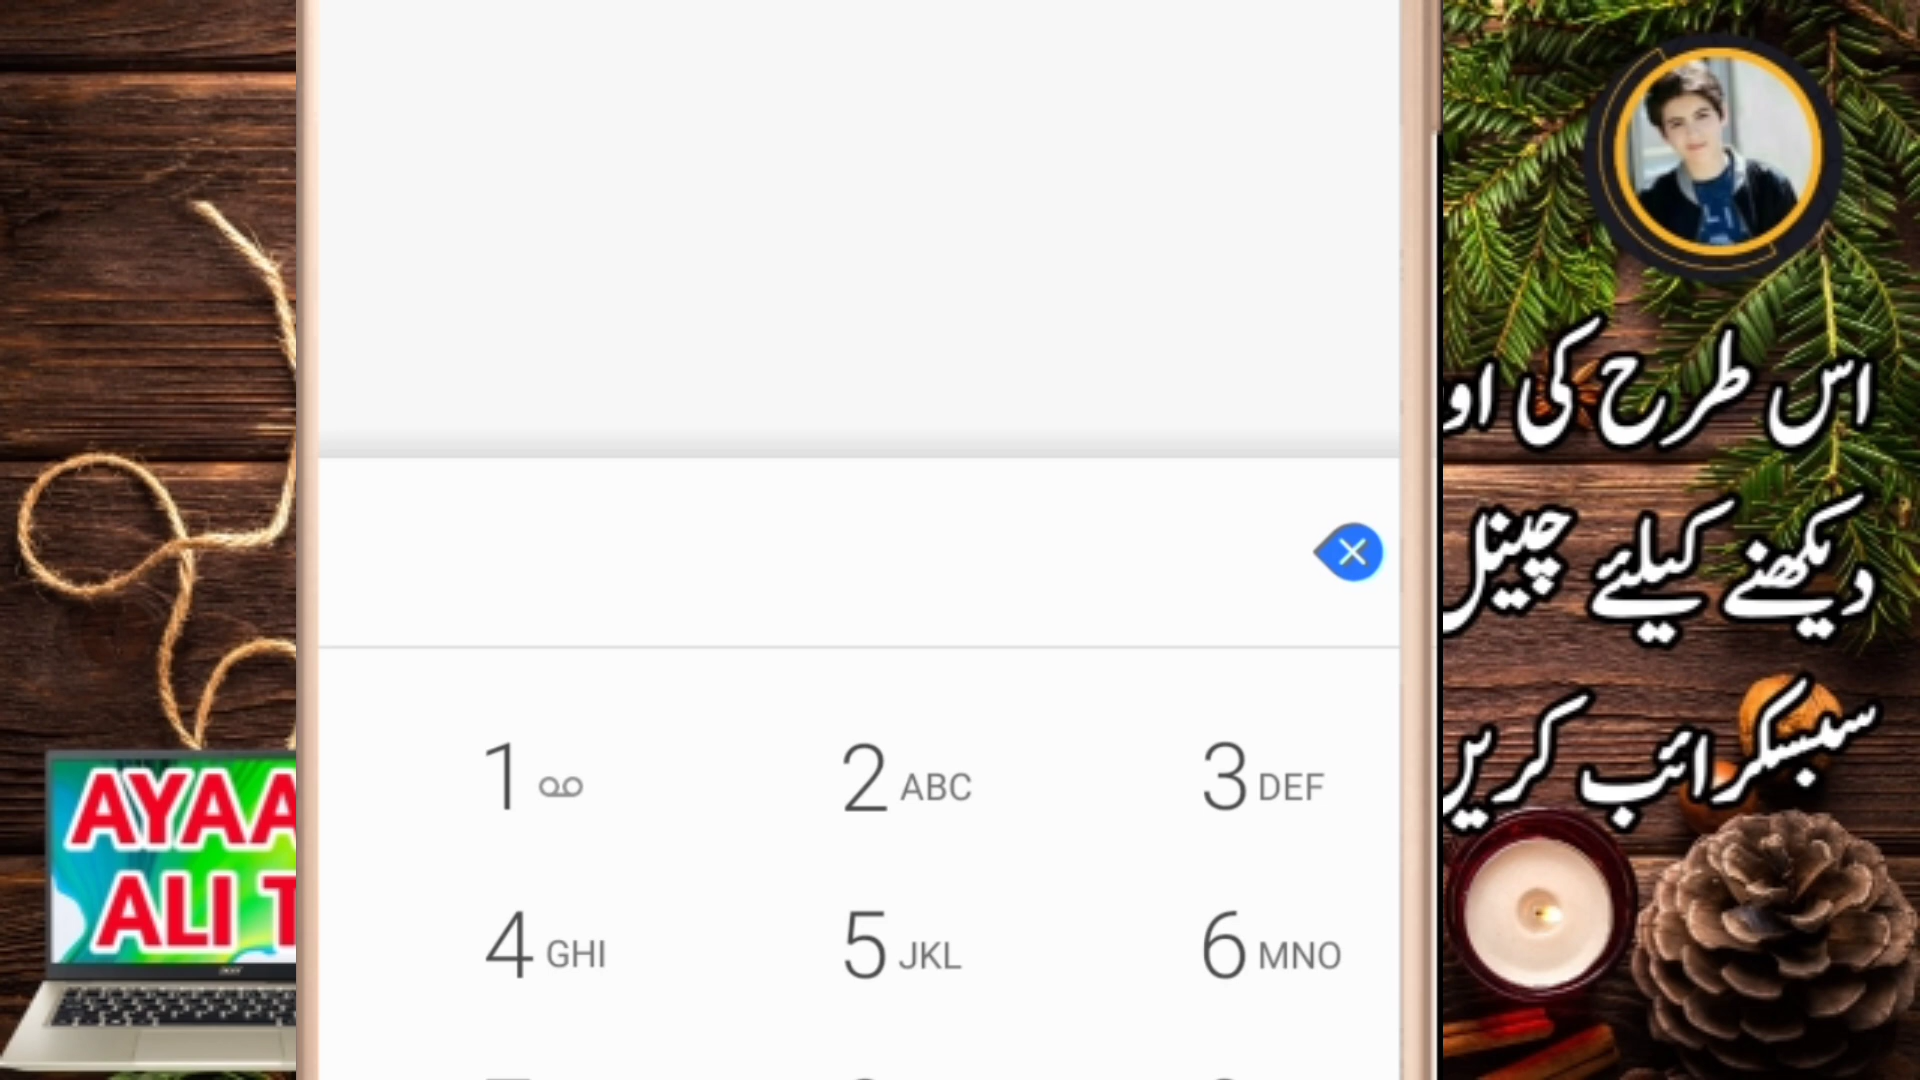 اس طرح کی او
دیکھنے کیلئے چینل
سبسکرائب کریں
1
2 ABC
3 DEF
4 GHI
5 JKL
6 MNO
AYAA
ALI T
acer